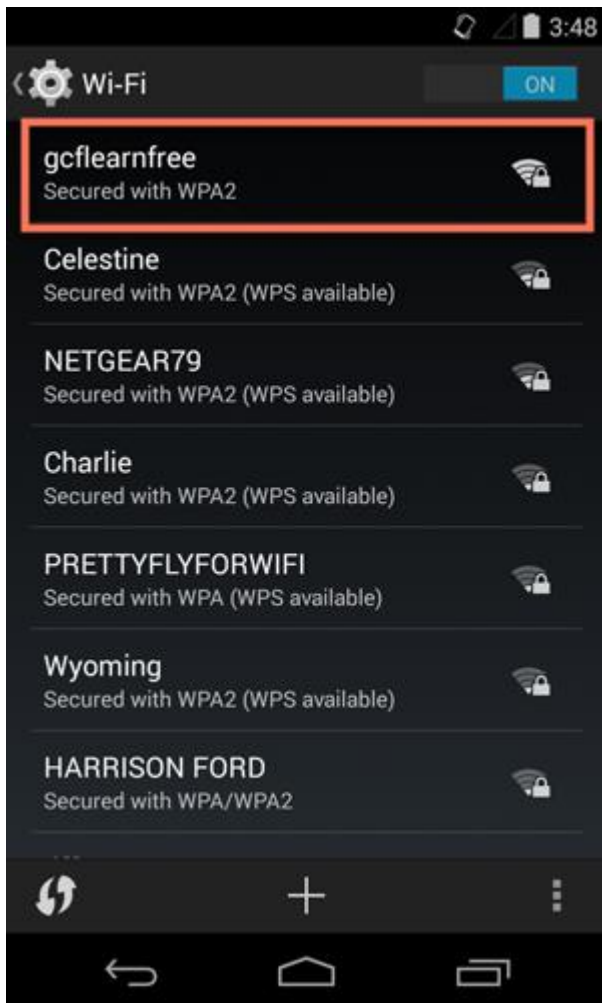 3:48
Wi-Fi
ON
gcflearnfree
Secured with WPA2
Celestine
Secured with WPA2 (WPS available)
NETGEAR79
Secured with WPA2 (WPS available)
Charlie
Secured with WPA2 (WPS available)
PRETTYFLYFORWIFI
Secured with WPA (WPS available)
Wyoming
Secured with WPA2 (WPS available)
HARRISON FORD
Secured with WPA/WPA2